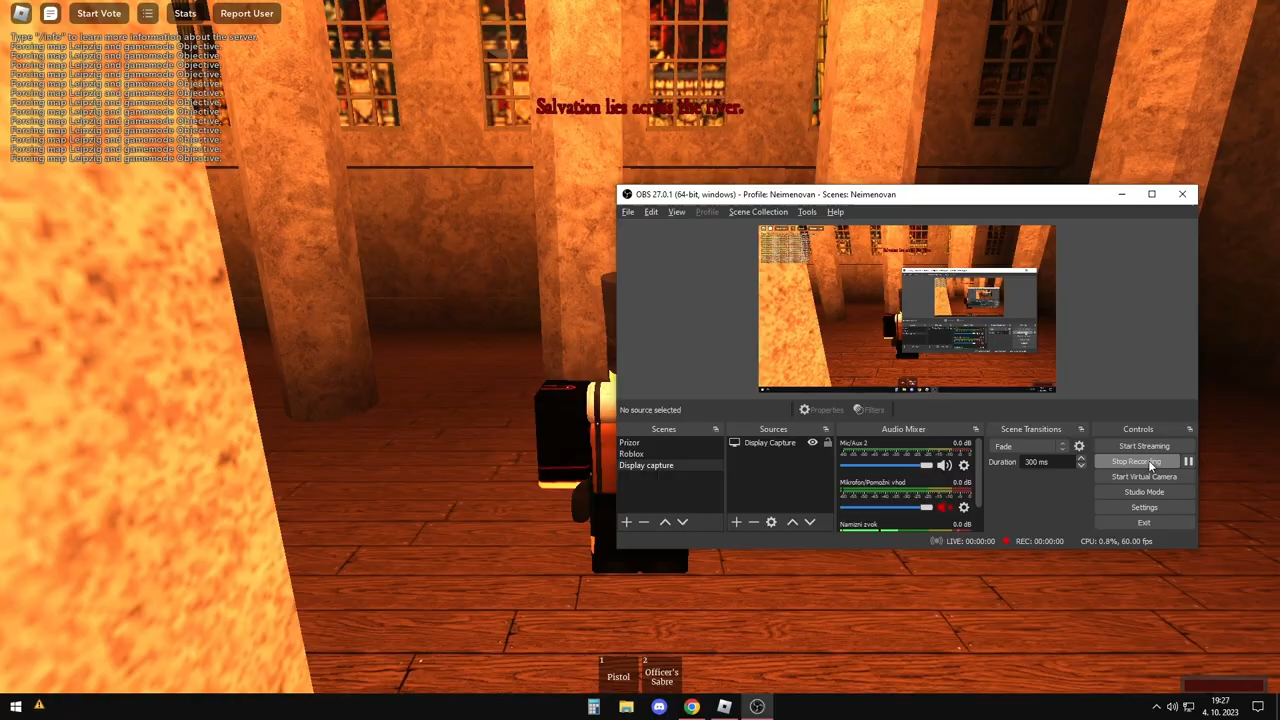 Start Vote
Stats
Report User
Type "/info" to learn more information about the server.
Forcing map Leipzig and gamemode Objective.
Forcing map Leipzig and gamemode Objective.
Forcing map Leipzig and gamemode Objective.
Forcing map Leipzig and gamemode Objective.
Forcing map Leipzig and gamemode Objective.
Forcing map Leipzig and gamemode Objective.
Forcing map Leipzig and gamemode Objective.
Forcing map Leipzig and gamemode Objective.
Forcing map Leipzig and gamemode Objective.
Forcing map Leipzig and gamemode Objective.
Forcing map Leipzig and gamemode Objective.
Forcing map Leipzig and gamemode Objective.
Forcing map Leipzig and gamemode Objective.
Salvation lies across the river.
OBS 27.0.1 (64-bit, windows) - Profile: Neimenovan - Scenes: Neimenovan
File Edit View Profile Scene Collection Tools Help
No source selected
Properties
Filters
Scenes
Prizor
Roblox
Display capture
Sources
Display Capture
Audio Mixer
Mic/Aux 2 0.0 dB
Mikrofon/Pomožni vhod 0.0 dB
Namizni zvok 0.0 dB
Scene Transitions
Fade
Duration 300 ms
Controls
Start Streaming
Stop Recording
Start Virtual Camera
Studio Mode
Settings
Exit
LIVE: 00:00:00
REC: 00:00:00
CPU: 0.8%, 60.00 fps
1
Pistol
2
Officer's
Sabre
19:27
4. 10. 2023